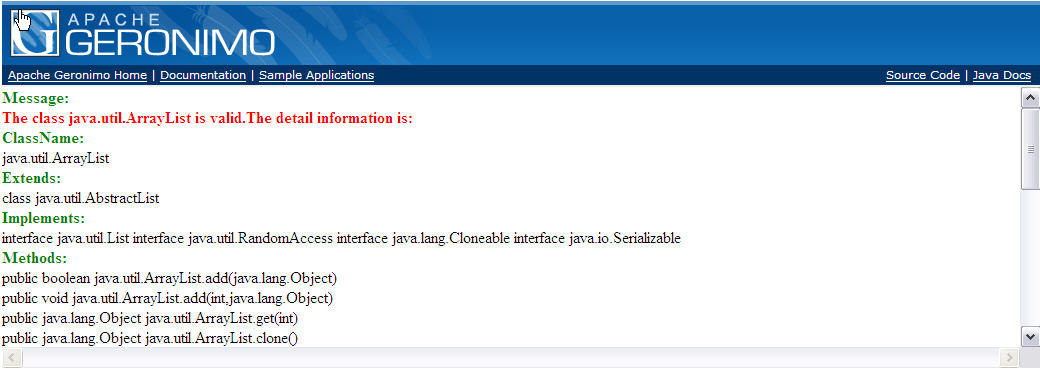 APACHE
GERONIMO
Apache Geronimo Home | Documentation | Sample Applications Source Code | Java Docs
Message:
The class java.util.ArrayList is valid.The detail information is:
ClassName:
java.util.ArrayList
Extends:
class java.util.AbstractList
Implements:
interface java.util.List interface java.util.RandomAccess interface java.lang.Cloneable interface java.io.Serializable
Methods:
public boolean java.util.ArrayList.add(java.lang.Object)
public void java.util.ArrayList.add(int,java.lang.Object)
public java.lang.Object java.util.ArrayList.get(int)
public java.lang.Object java.util.ArrayList.clone()